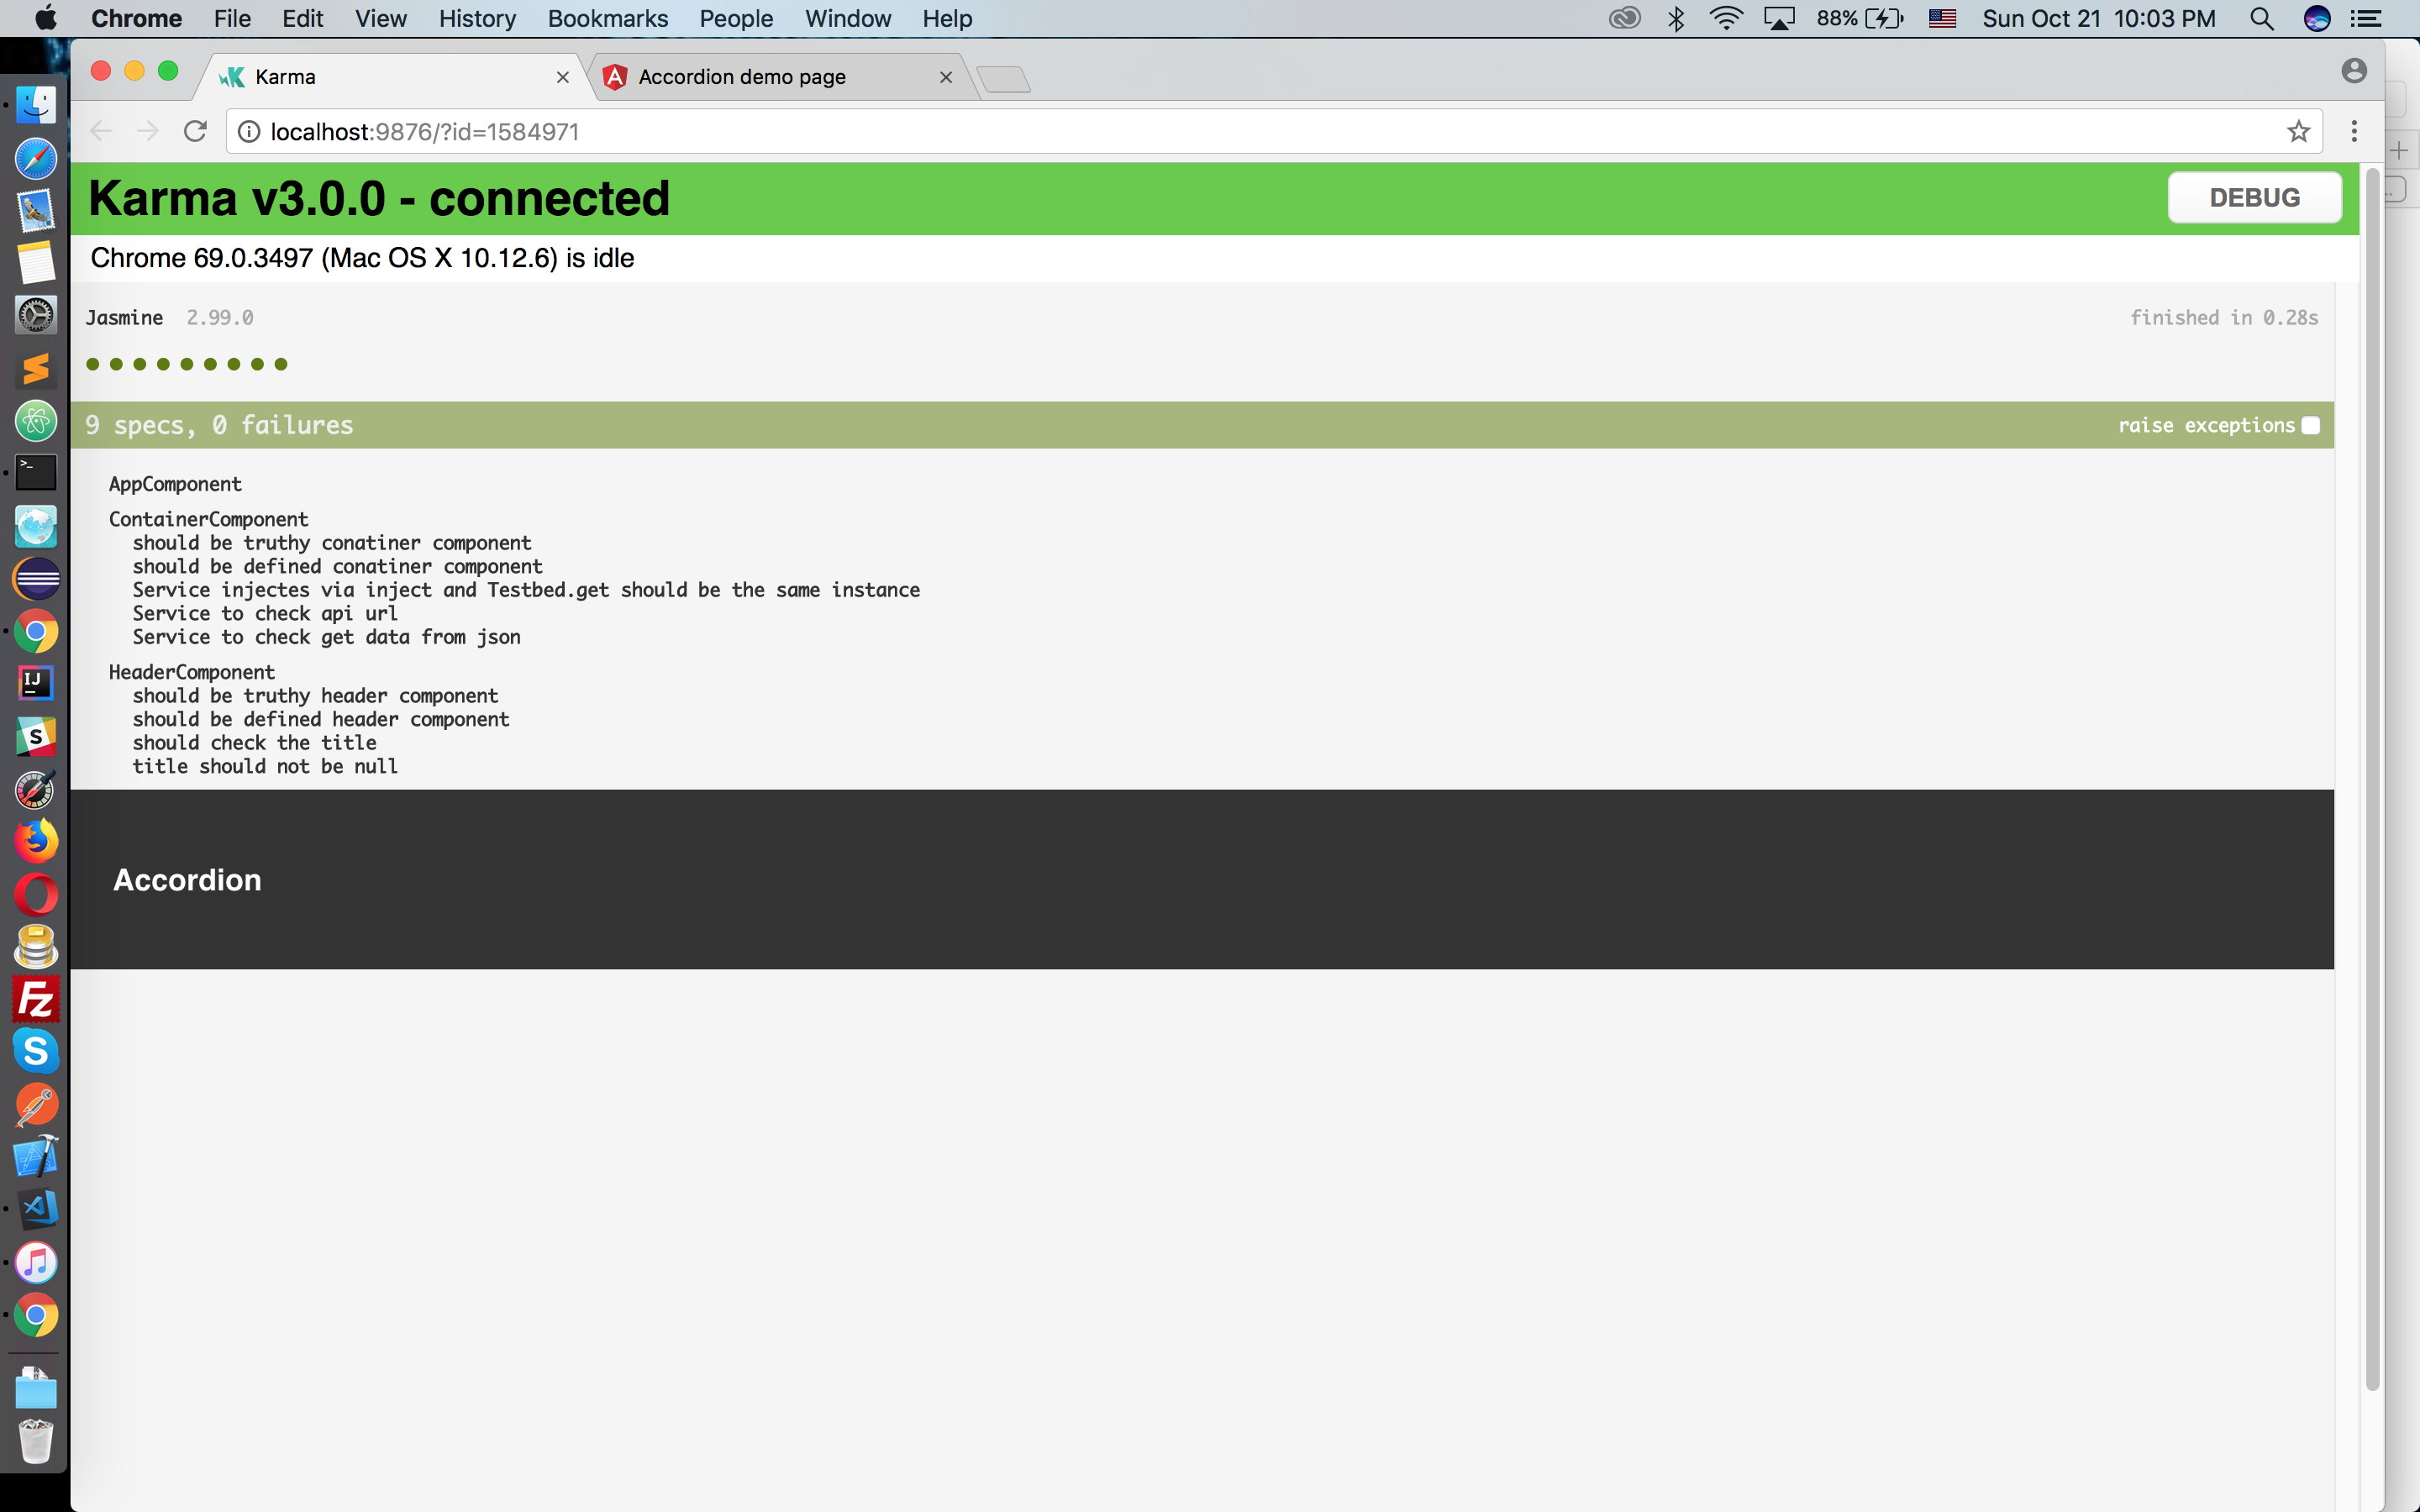 Chrome File Edit View History Bookmarks People Window Help 88% Sun Oct 21 10:03 PM
Karma Accordion demo page
localhost:9876/?id=1584971
Karma v3.0.0 - connected DEBUG
Chrome 69.0.3497 (Mac OS X 10.12.6) is idle
Jasmine 2.99.0 finished in 0.28s
9 specs, 0 failures raise exceptions
AppComponent
ContainerComponent
should be truthy conatiner component
should be defined conatiner component
Service injectes via inject and Testbed.get should be the same instance
Service to check api url
Service to check get data from json
HeaderComponent
should be truthy header component
should be defined header component
should check the title
title should not be null
Accordion